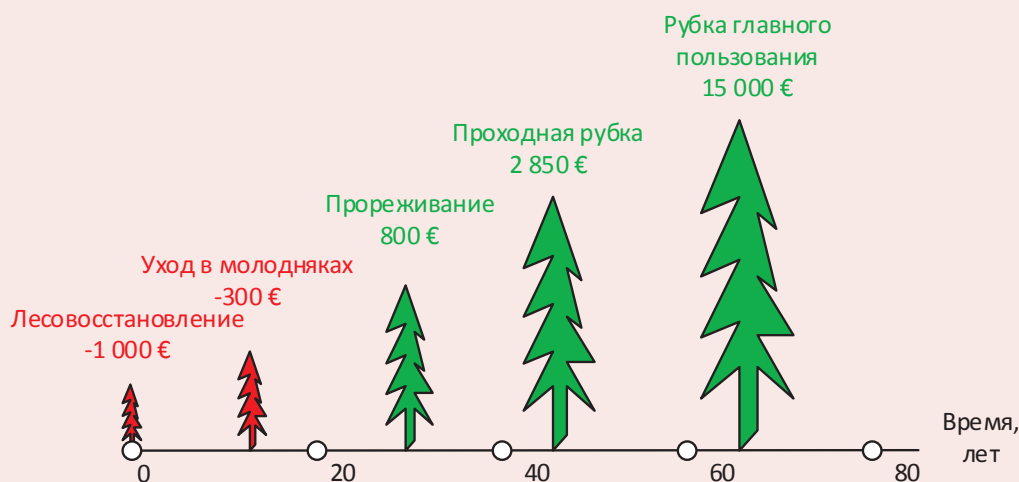 Рубка главного
пользования
15 000 €
Проходная рубка
2 850 €
Прореживание
800 €
Уход в молодняках
-300 €
Лесовосстановление
-1 000 €
Время,
лет
0
20
40
60
80